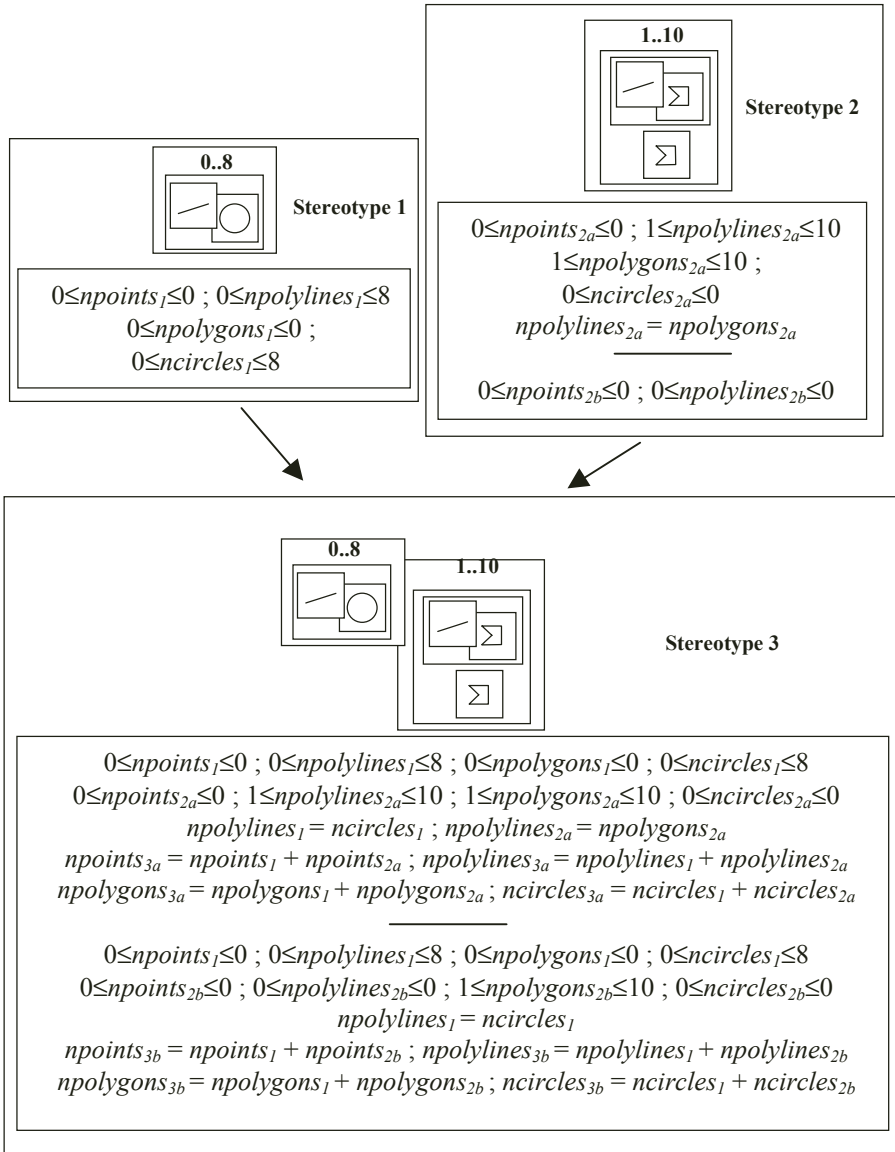 1..10
Stereotype 2
0≤npoints2a≤0 ; 1≤npolylines2a≤10
1≤npolygons2a≤10 ;
0≤ncircles2a≤0
npolylines2a = npolygons2a
0≤npoints2b≤0 ; 0≤npolylines2b≤0
0..8
Stereotype 1
0≤npoints1≤0 ; 0≤npolylines1≤8
0≤npolygons1≤0 ;
0≤ncircles1≤8
0..8
1..10
Stereotype 3
0≤npoints1≤0 ; 0≤npolylines1≤8 ; 0≤npolygons1≤0 ; 0≤ncircles1≤8
0≤npoints2a≤0 ; 1≤npolylines2a≤10 ; 1≤npolygons2a≤10 ; 0≤ncircles2a≤0
npolylines1 = ncircles1 ; npolylines2a = npolygons2a
npoints3a = npoints1 + npoints2a ; npolylines3a = npolylines1 + npolylines2a
npolygons3a = npolygons1 + npolygons2a ; ncircles3a = ncircles1 + ncircles2a
0≤npoints1≤0 ; 0≤npolylines1≤8 ; 0≤npolygons1≤0 ; 0≤ncircles1≤8
0≤npoints2b≤0 ; 0≤npolylines2b≤0 ; 1≤npolygons2b≤10 ; 0≤ncircles2b≤0
npolylines1 = ncircles1
npoints3b = npoints1 + npoints2b ; npolylines3b = npolylines1 + npolylines2b
npolygons3b = npolygons1 + npolygons2b ; ncircles3b = ncircles1 + ncircles2b